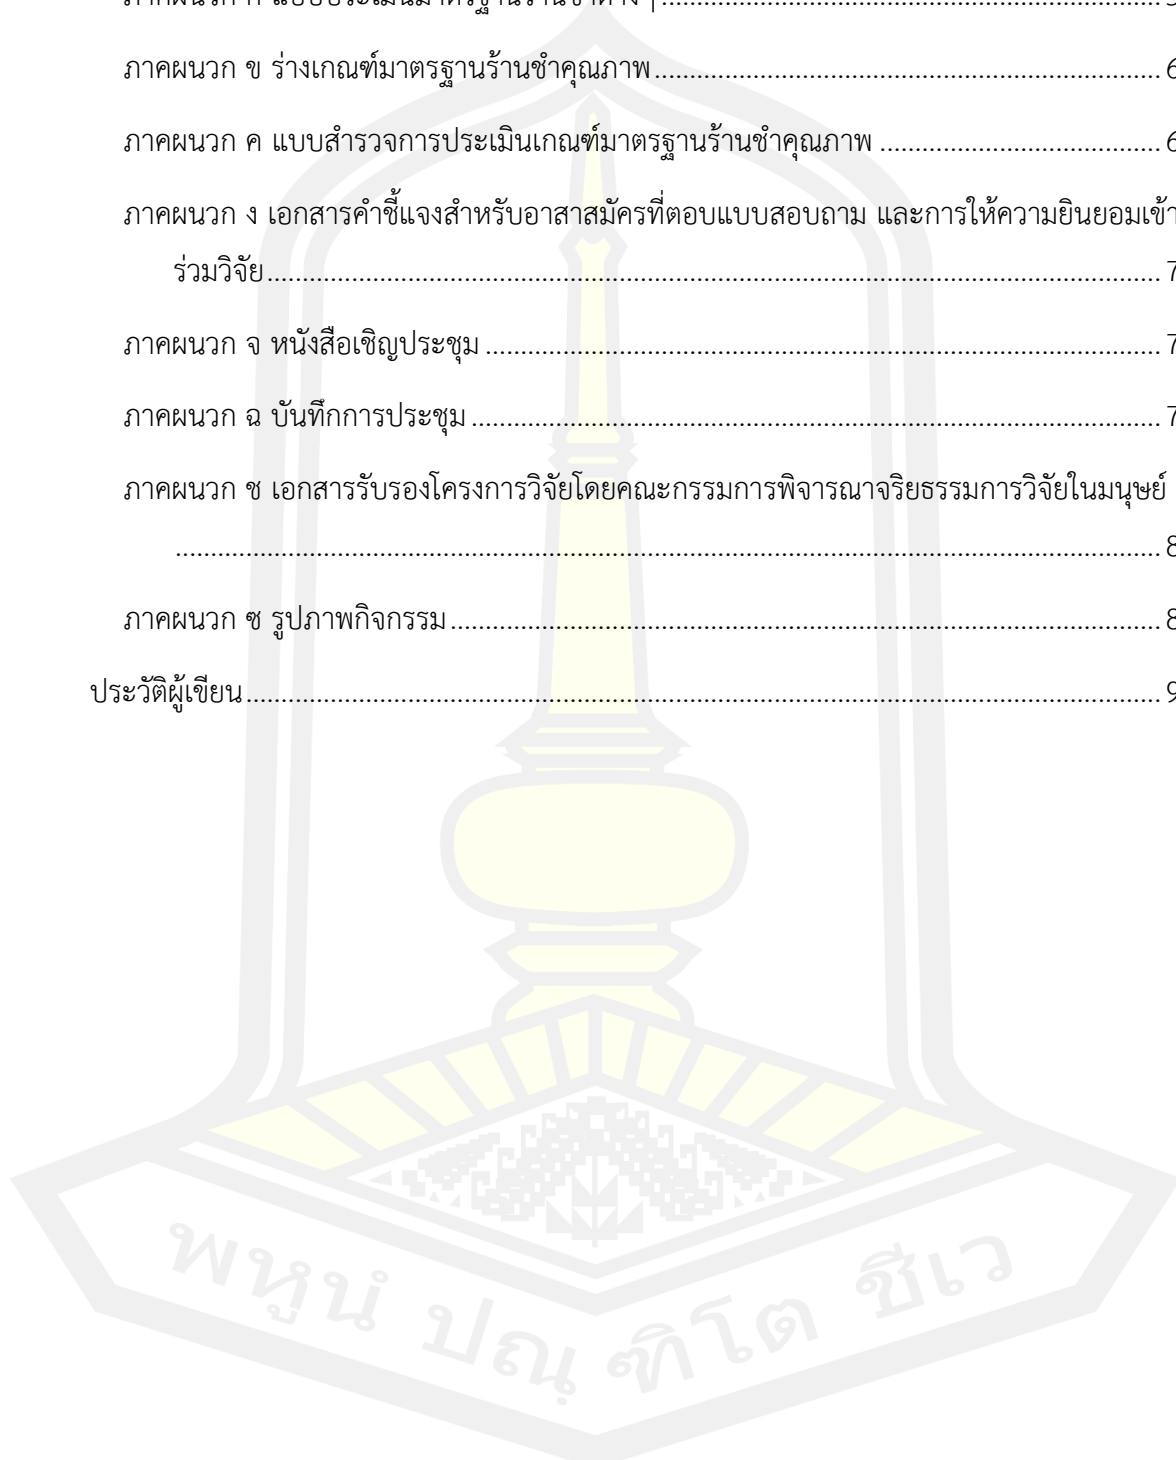 ภาคผนวก ข ร่างเกณฑ์มาตรฐานร้านชำคุณภาพ............................................................................ 6
ภาคผนวก ค แบบสำรวจการประเมินเกณฑ์มาตรฐานร้านชำคุณภาพ .......................................... 6
ภาคผนวก ง เอกสารคำชี้แจงสำหรับอาสาสมัครที่ตอบแบบสอบถาม และการให้ความยินยอมเข้า
ร่วมวิจัย................................................................................................................................ 7
ภาคผนวก จ หนังสือเชิญประชุม ................................................................................................. 7
ภาคผนวก ฉ บันทึกการประชุม ................................................................................................... 7
ภาคผนวก ช เอกสารรับรองโครงการวิจัยโดยคณะกรรมการพิจารณาจริยธรรมการวิจัยในมนุษย์
............................................................................................................................................. 8
ภาคผนวก ซ รูปภาพกิจกรรม...................................................................................................... 8
ประวัติผู้เขียน................................................................................................................................... 9
พหูนํ ปณฺฑิโต ชีเว